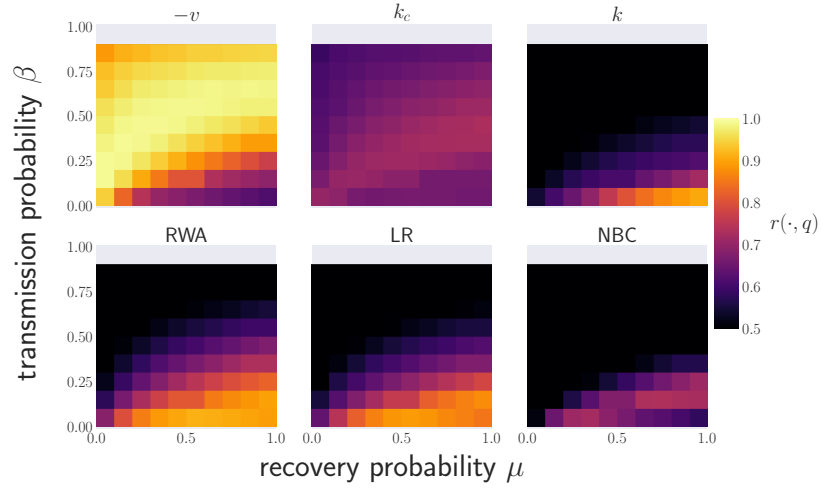 −v k_c k
1.00
0.75
0.50
0.25
0.00
RWA LR NBC
1.00
0.75
0.50
0.25
0.00
0.0 0.5 1.0 0.0 0.5 1.0 0.0 0.5 1.0
transmission probability β
recovery probability μ
1.0
0.9
0.8
0.7
0.6
0.5
r(·, q)